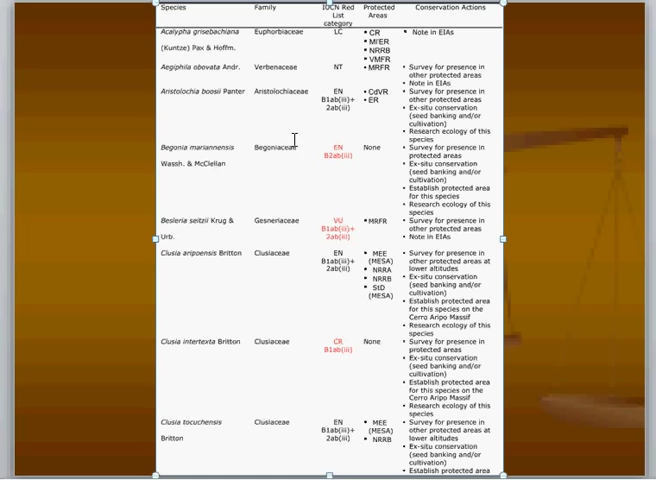 Species Family IUCN Red List category Protected Areas Conservation Actions
Acalypha grisebachiana (Kuntze) Pax & Hoffm. Euphorbiaceae LC • CR • MFER • NRRB • VMFR • Note in EIAs
Aegiphila obovata Andr. Verbenaceae NT • MRFR • Survey for presence in other protected areas • Note in EIAs
Aristolochia boosii Panter Aristolochiaceae EN B1ab(iii)+ 2ab(iii) • CdVR • ER • Survey for presence in other protected areas • Ex-situ conservation (seed banking and/or cultivation) • Research ecology of this species
Begonia mariannensis Wassh. & McClellan Begoniaceae EN B2ab(iii) None • Survey for presence in protected areas • Ex-situ conservation (seed banking and/or cultivation) • Establish protected area for this species • Research ecology of this species
Besleria seitzii Krug & Urb. Gesneriaceae VU B1ab(iii)+ 2ab(iii) • MRFR • Survey for presence in other protected areas • Note in EIAs
Clusia aripoensis Britton Clusiaceae EN B1ab(iii)+ 2ab(iii) • MEE (MESA) • NRRA • NRRB • StD (MESA) • Survey for presence in other protected areas at lower altitudes • Ex-situ conservation (seed banking and/or cultivation) • Establish protected area for this species on the Cerro Aripo Massif • Research ecology of this species
Clusia intertexta Britton Clusiaceae CR B1ab(iii) None • Survey for presence in protected areas • Ex-situ conservation (seed banking and/or cultivation) • Establish protected area for this species on the Cerro Aripo Massif • Research ecology of this species
Clusia tocuchensis Britton Clusiaceae EN B1ab(iii)+ 2ab(iii) • MEE (MESA) • NRRB • Survey for presence in other protected areas at lower altitudes • Ex-situ conservation (seed banking and/or cultivation) • Establish protected area